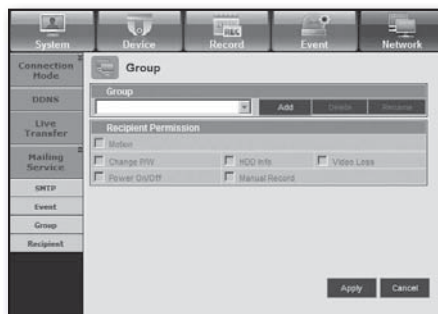 System Device Record Event Network
Connection Mode
DDNS
Live Transfer
Mailing Service
SMTP
Event
Group
Recipient
Group
Group
Add Delete Rename
Recipient Permission
Motion
Change P/W HDD Info Video Loss
Power On/Off Manual Record
Apply Cancel